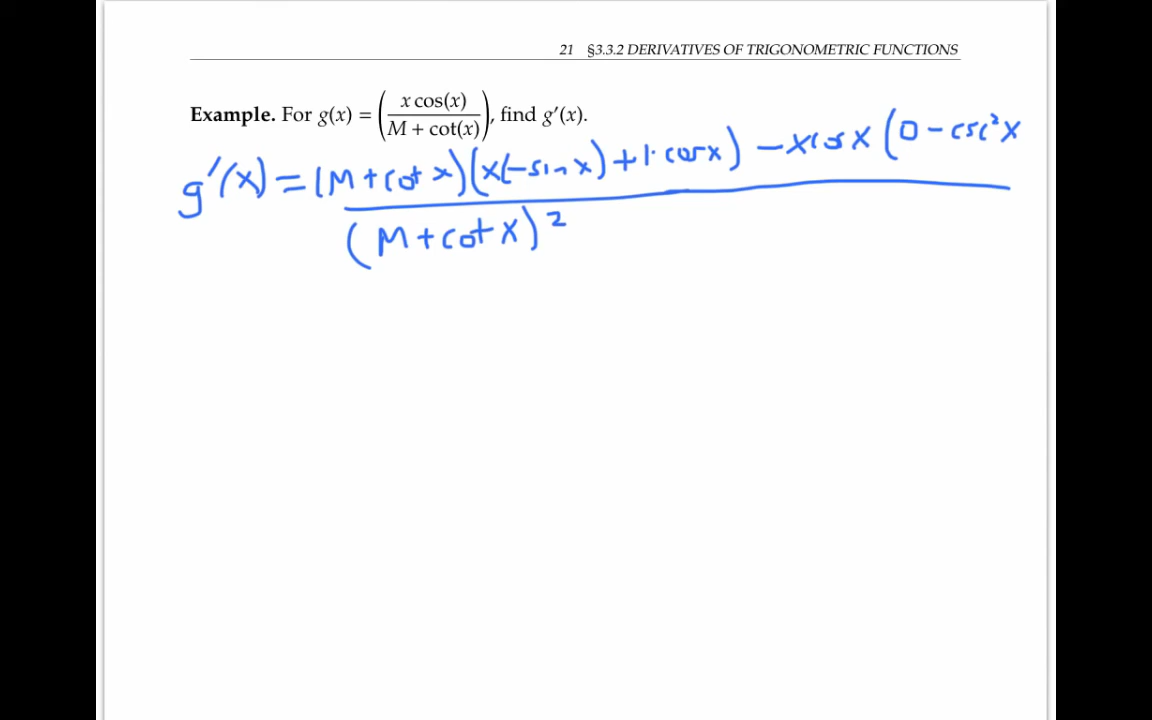 21 §3.3.2 DERIVATIVES OF TRIGONOMETRIC FUNCTIONS
Example. For g(x) = (x cos(x) / M + cot(x)), find g′(x).
g'(x) = (M + cot x)(x(-sin x) + 1· cos x) - x cos x (0 - csc²x
(M + cot x)²